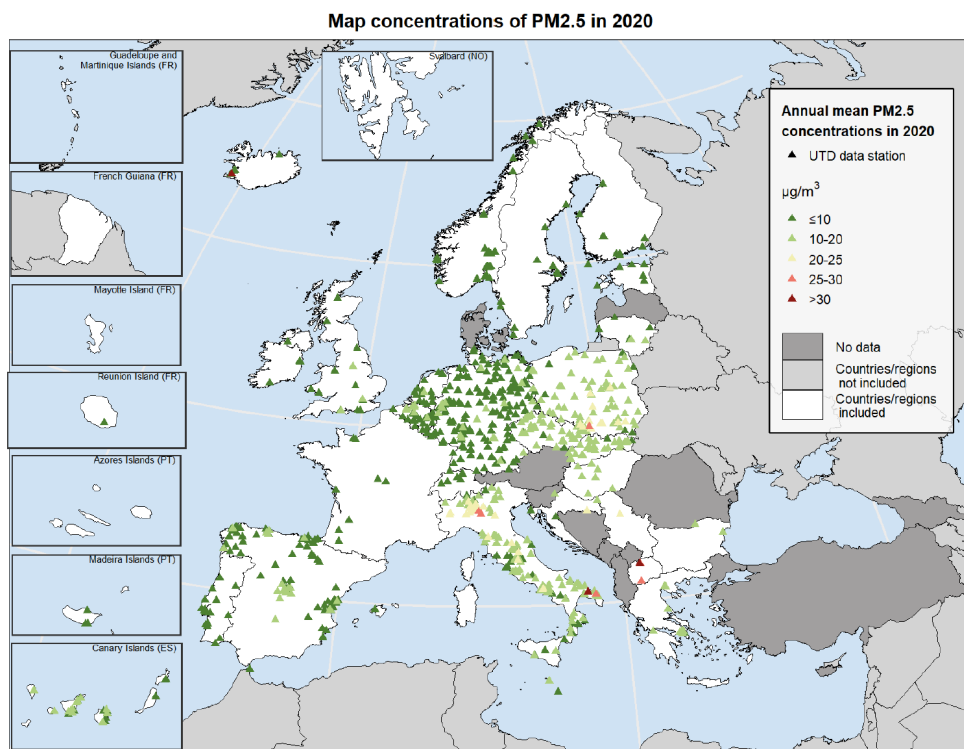 Map concentrations of PM2.5 in 2020
Guadeloupe and
Martinique Islands (FR)
Svalbard (NO)
French Guiana (FR)
Mayotte Island (FR)
Reunion Island (FR)
Azores Islands (PT)
Madeira Islands (PT)
Canary Islands (ES)
Annual mean PM2.5
concentrations in 2020
UTD data station
µg/m³
≤10
10-20
20-25
25-30
>30
No data
Countries/regions
not included
Countries/regions
included